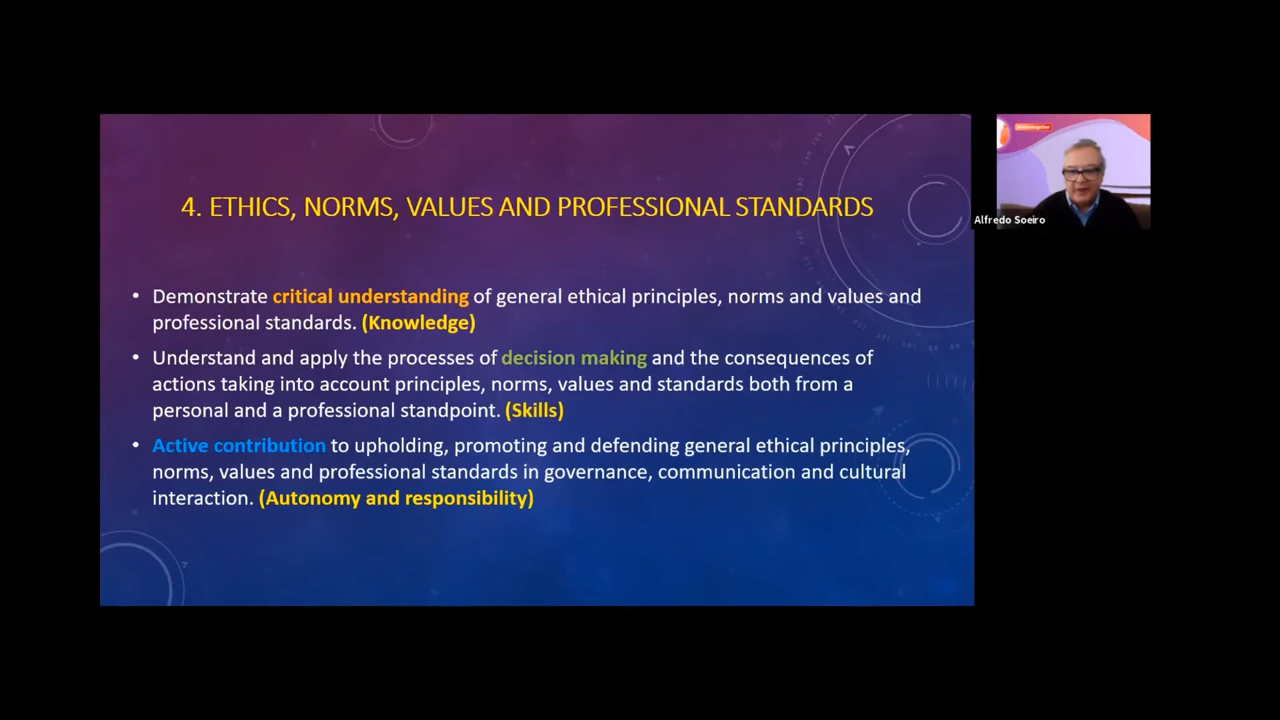 4. ETHICS, NORMS, VALUES AND PROFESSIONAL STANDARDS
• Demonstrate critical understanding of general ethical principles, norms and values and
professional standards. (Knowledge)
• Understand and apply the processes of decision making and the consequences of
actions taking into account principles, norms, values and standards both from a
personal and a professional standpoint. (Skills)
• Active contribution to upholding, promoting and defending general ethical principles,
norms, values and professional standards in governance, communication and cultural
interaction. (Autonomy and responsibility)
Alfredo Soeiro